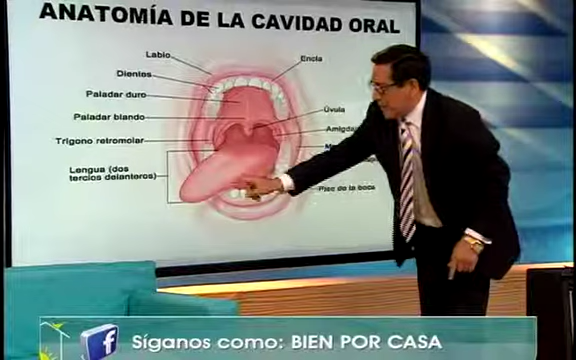 ANATOMÍA DE LA CAVIDAD ORAL
Labio
Encía
Dientes
Paladar duro
Paladar blando
Úvula
Trígono retromolar
Lengua (dos
tercios delanteros)
Piso de la boca
Síganos como: BIEN POR CASA